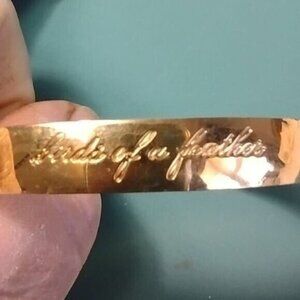 Birds of a feather